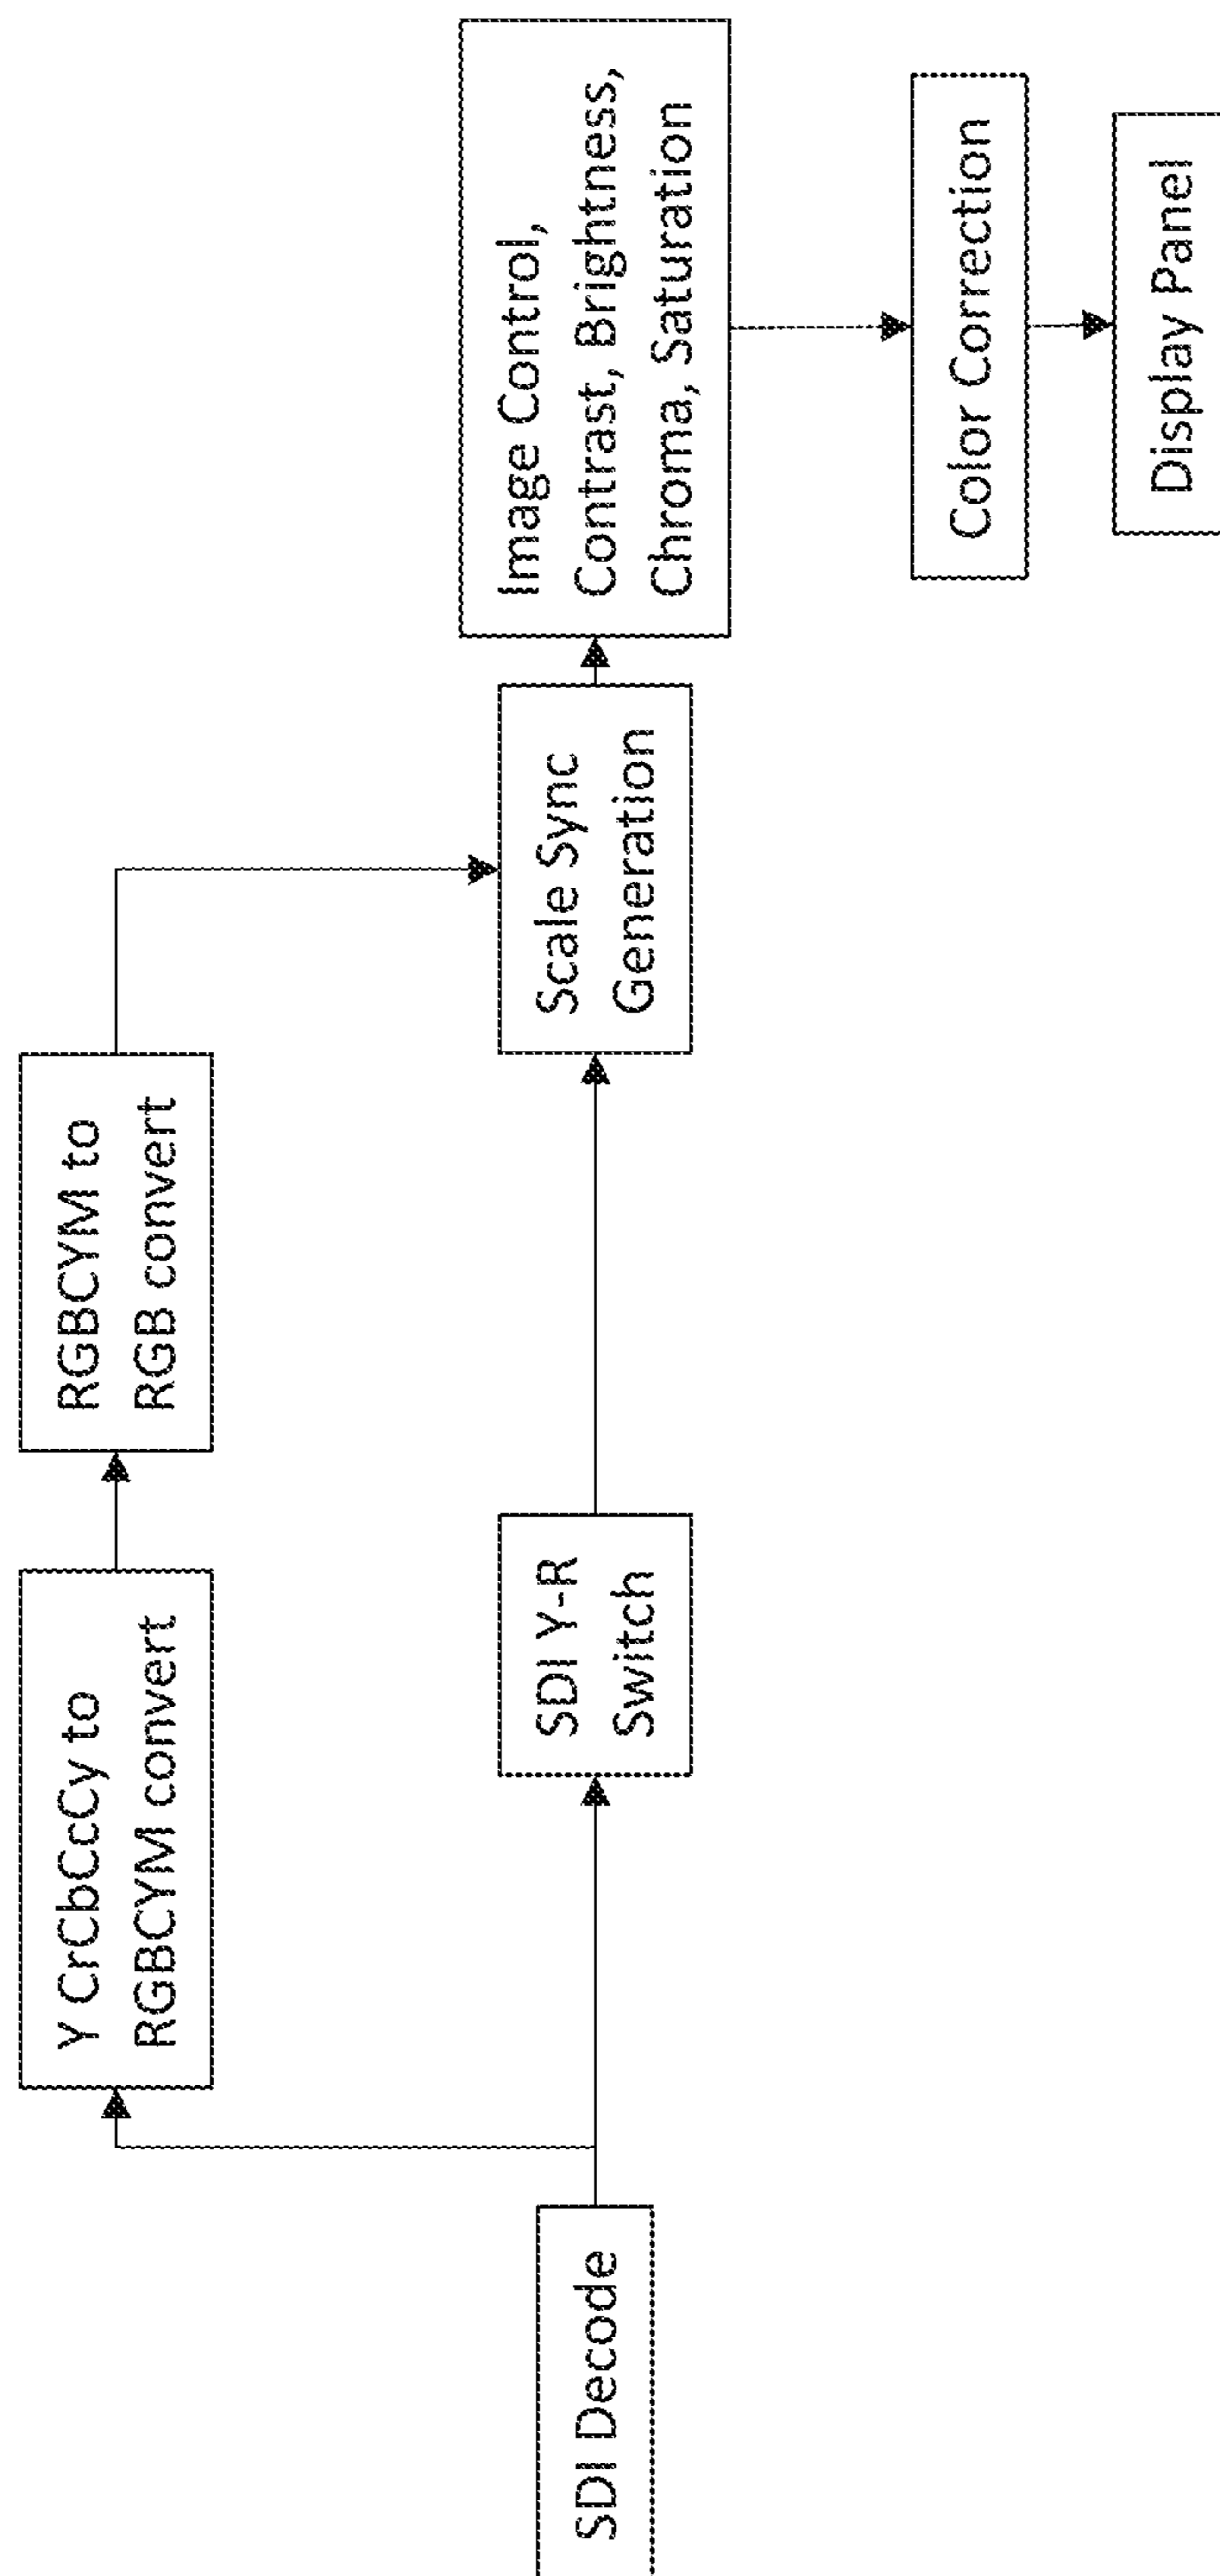 SDI Decode
Y CrCbCcCy to
RGBCYM convert
RGBCYM to
RGB convert
SDI Y-R
Switch
Scale Sync
Generation
Image Control,
Contrast, Brightness,
Chroma, Saturation
Color Correction
Display Panel